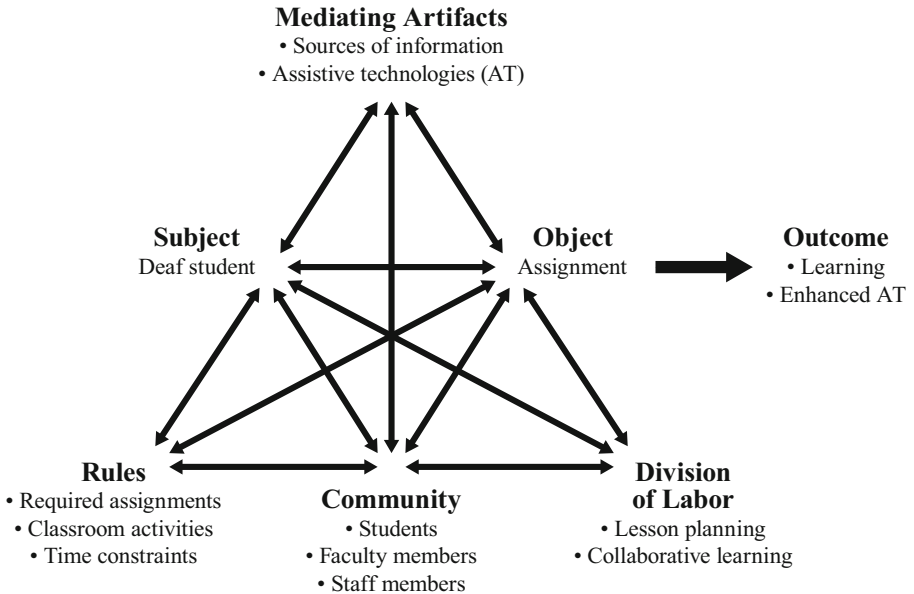 Mediating Artifacts
• Sources of information
• Assistive technologies (AT)
Subject
Deaf student
Object
Assignment
Outcome
• Learning
• Enhanced AT
Rules
• Required assignments
• Classroom activities
• Time constraints
Community
• Students
• Faculty members
• Staff members
Division
of Labor
• Lesson planning
• Collaborative learning